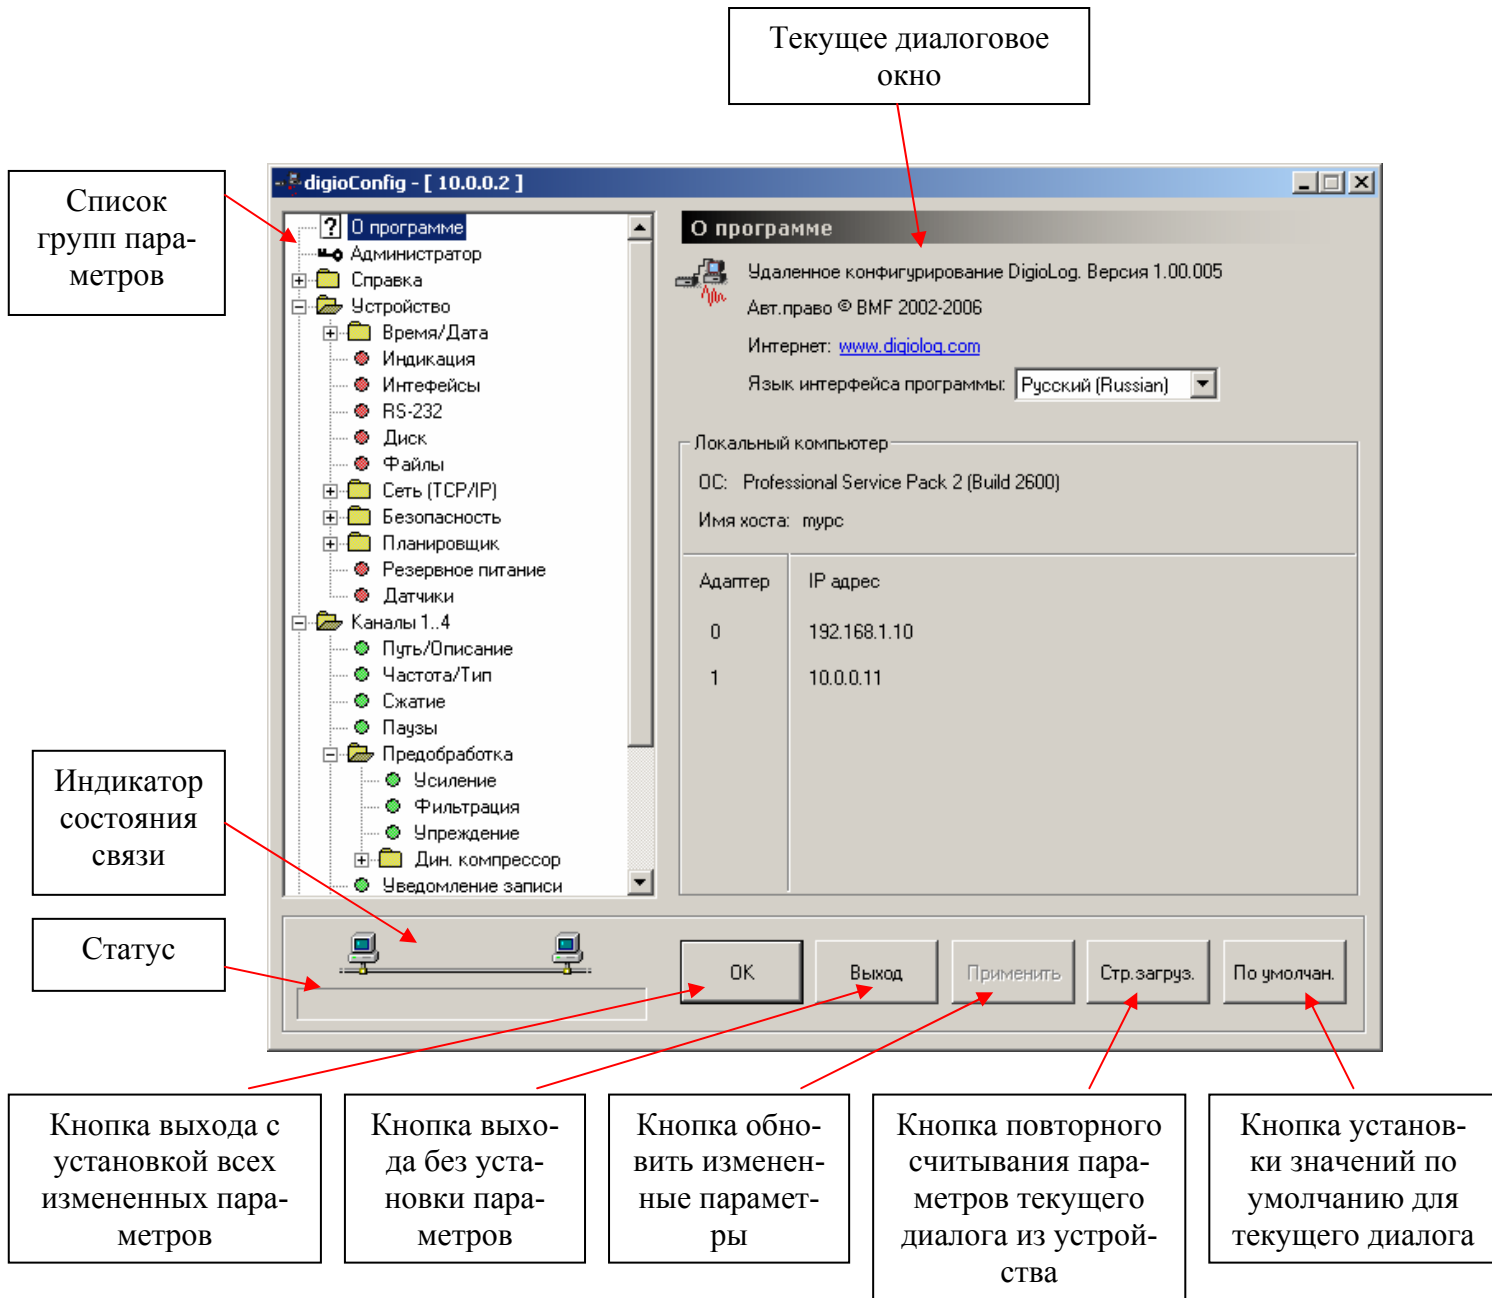 Текущее диалоговое
окно
Список
групп пара-
метров
digioConfig - [ 10.0.0.2 ]
О программе
Администратор
Справка
Устройство
Время/Дата
Индикация
Интефейсы
RS-232
Диск
Файлы
Сеть (TCP/IP)
Безопасность
Планировщик
Резервное питание
Датчики
Каналы 1..4
Путь/Описание
Частота/Тип
Сжатие
Паузы
Предобработка
Усиление
Фильтрация
Упреждение
Дин. компрессор
Уведомление записи
О программе
Удаленное конфигурирование DigioLog. Версия 1.00.005
Авт.право © BMF 2002-2006
Интернет: www.digiolog.com
Язык интерфейса программы: Русский (Russian)
Локальный компьютер
ОС: Professional Service Pack 2 (Build 2600)
Имя хоста: mypc
Адаптер IP адрес
0 192.168.1.10
1 10.0.0.11
Индикатор
состояния
связи
Статус
OK Выход Применить Стр.загруз. По умолчан.
Кнопка выхода с
установкой всех
измененных пара-
метров
Кнопка выхо-
да без уста-
новки пара-
метров
Кнопка обно-
вить изменен-
ные парамет-
ры
Кнопка повторного
считывания пара-
метров текущего
диалога из устрой-
ства
Кнопка установ-
ки значений по
умолчанию для
текущего диалога